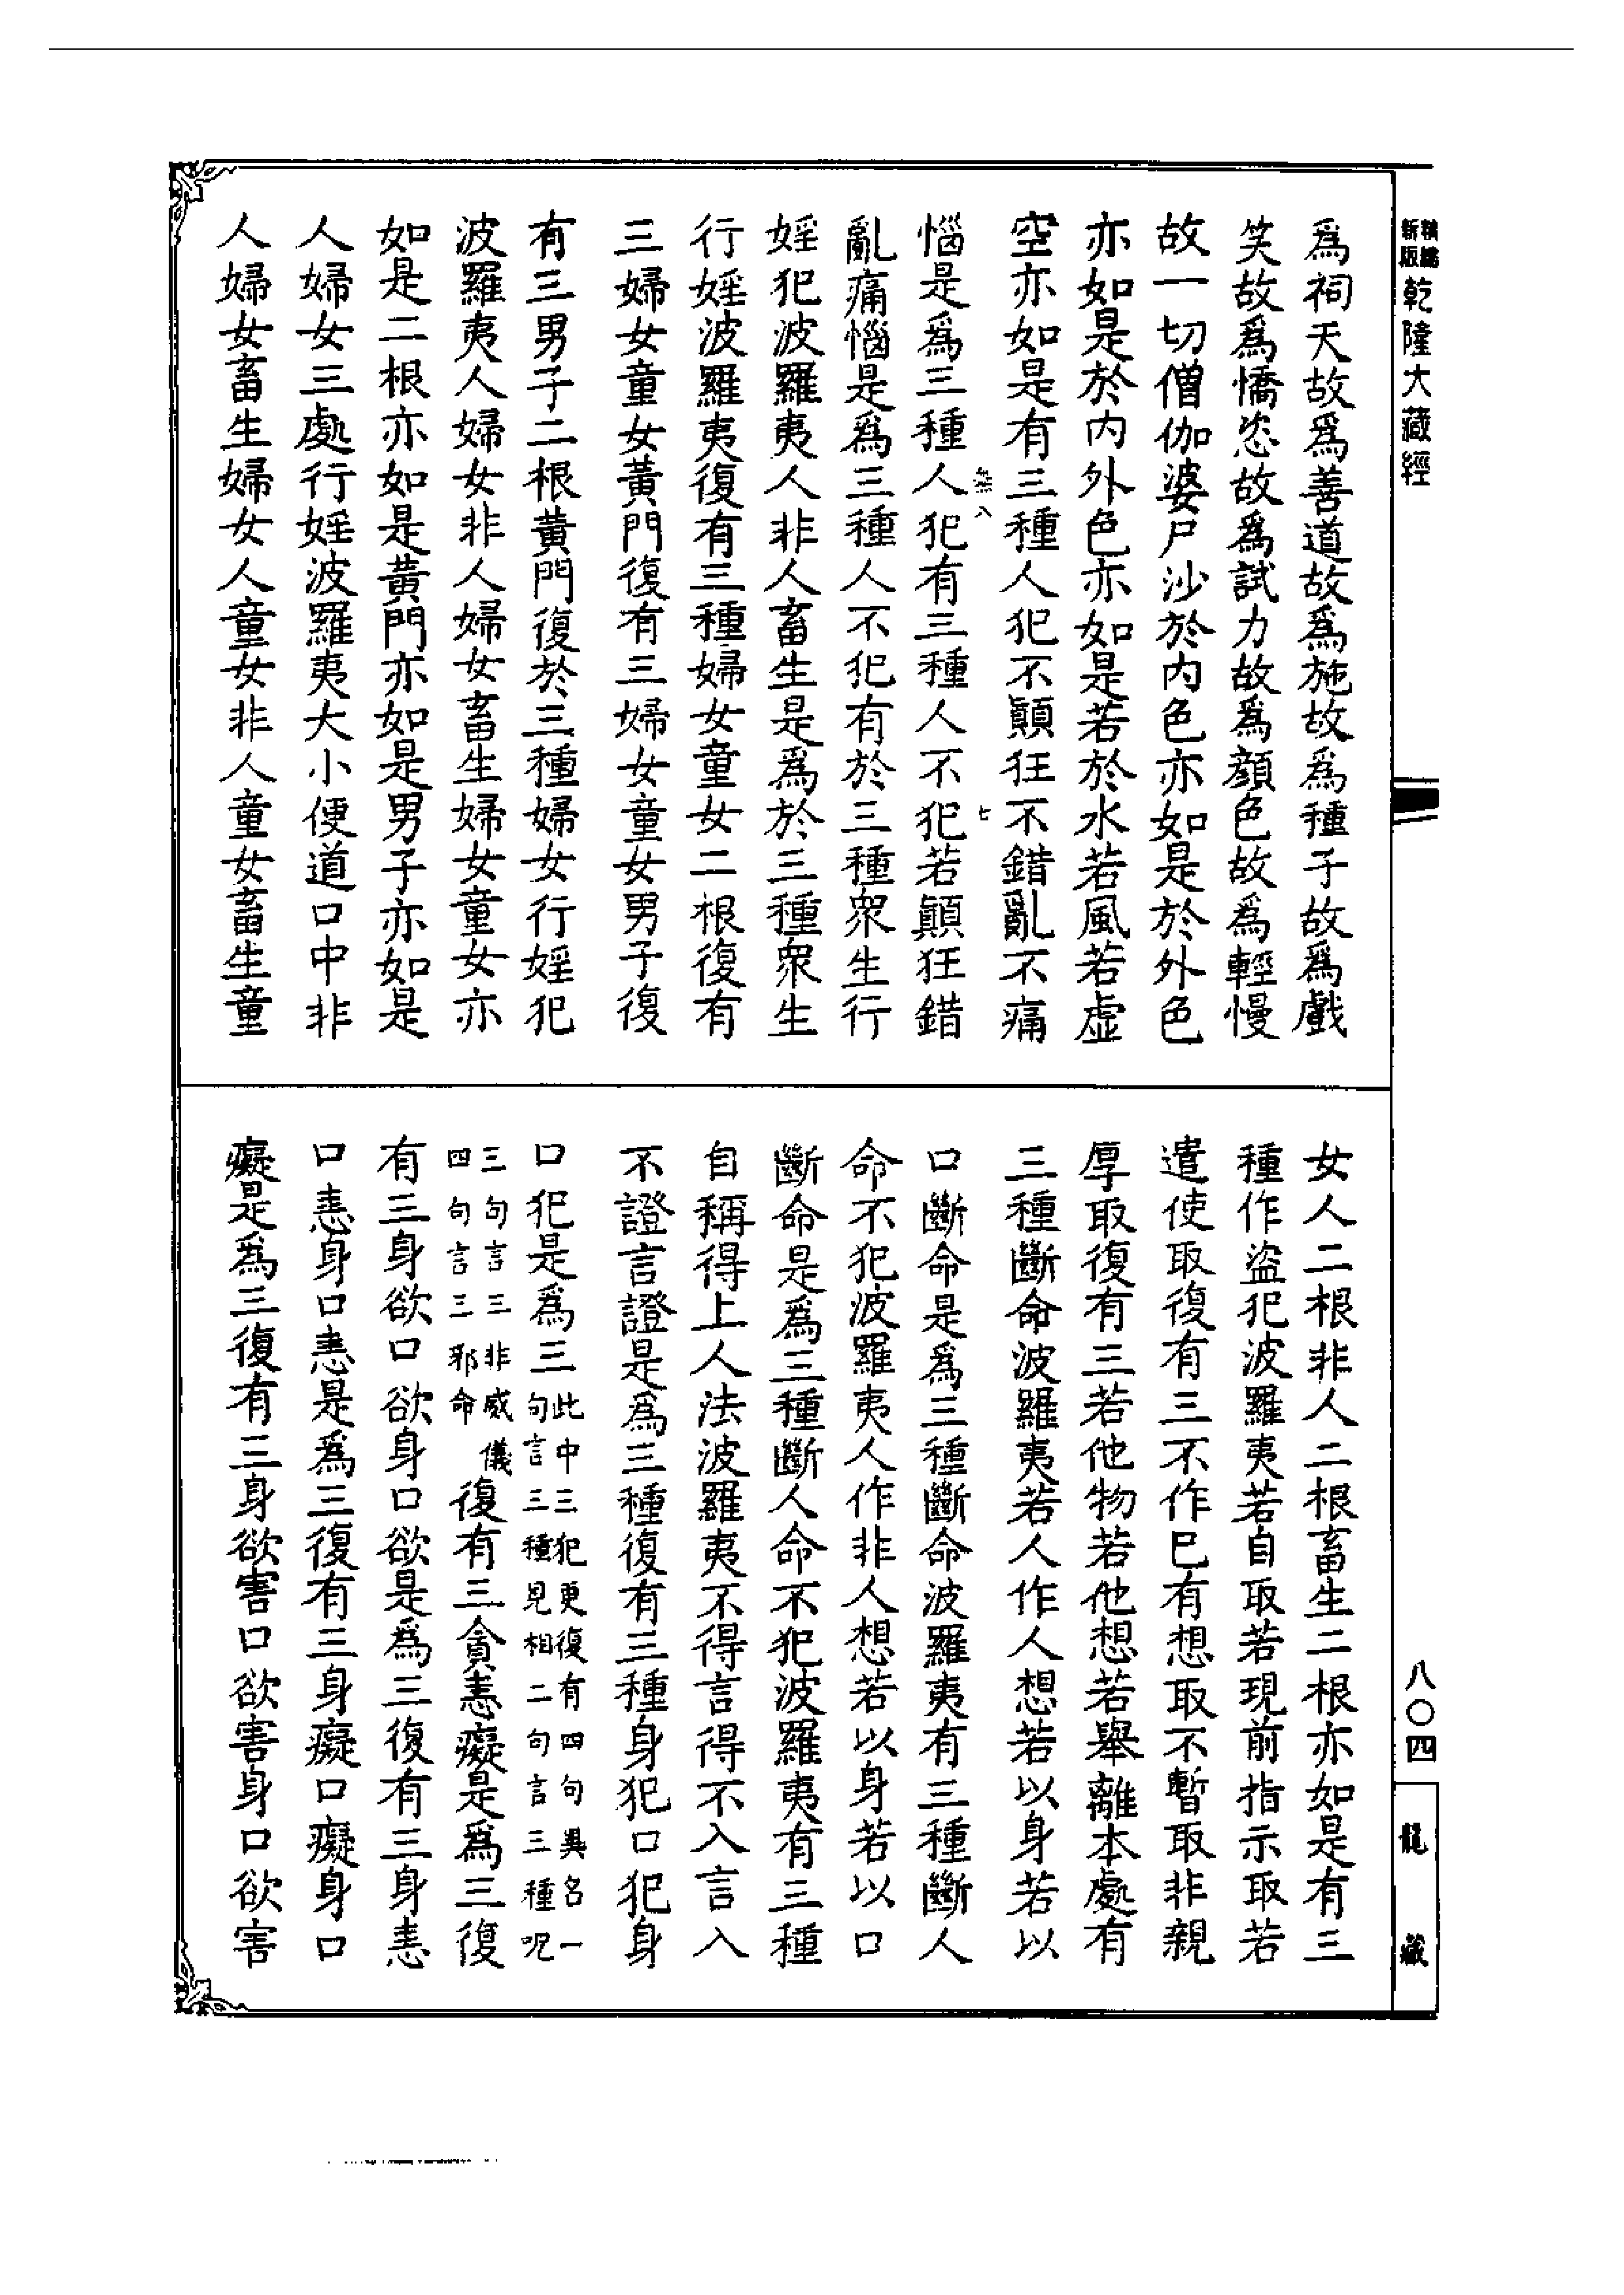 精編
新版
乾隆大藏經
為祠天故為善道故為施故為種子故為戲
笑故為憍恣故為試力故為顏色故為輕慢
故一切僧伽婆尸沙於内色亦如是於外色
亦如是於内外色亦如是若於水若風若虛
空亦如是有三種人犯不顛狂不錯亂不痛
惱是為三種人犯有三種人不犯若顛狂錯
亂痛惱是為三種人不犯有於三種眾生行
婬犯波羅夷人非人畜生是為於三種眾生
行婬波羅夷復有三種婦女童女二根復有
三婦女童女黃門復有三婦女童女男子復
有三男子二根黃門復於三種婦女行婬犯
波羅夷人婦女非人婦女畜生婦女童女亦
如是二根亦如是黃門亦如是男子亦如是
人婦女三處行婬波羅夷大小便道口中非
人婦女畜生婦女人童女非人童女畜生童
女人二根非人二根畜生二根亦如是有三
種作盜犯波羅夷若自取若現前指示取若
遣使取復有三不作已有想取不暫取非親
厚取復有三若他物若他想若舉離本處有
三種斷命波羅夷若人作人想若以身若以
口斷命是為三種斷命波羅夷有三種斷人
命不犯波羅夷人作非人想若以身若以口
斷命是為三種斷人命不犯波羅夷有三種
自稱得上人法波羅夷不得言得不入言入
不證言證是為三種復有三種身犯口犯身
口犯是為三此中三犯更復有四句異名一
句言三種見相二句言三種呪
三句言三非威儀
四句言三邪命
復有三貪恚癡是為三復
有三身欲口欲身口欲是為三復有三身恚
口恚身口恚是為三復有三身癡口癡身口
癡是為三復有三身欲害口欲害身口欲害
八〇四
龍藏